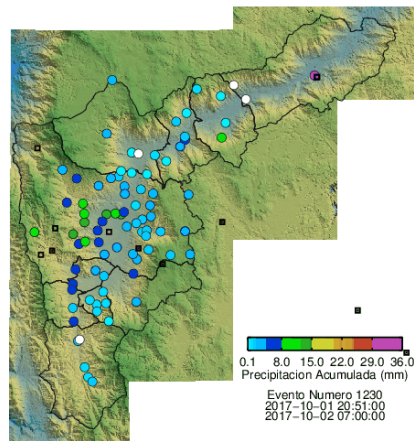 0.1 8.0 15.0 22.0 29.0 36.0
Precipitacion Acumulada (mm)
Evento Numero 1230
2017-10-01 20:51:00
2017-10-02 07:00:00